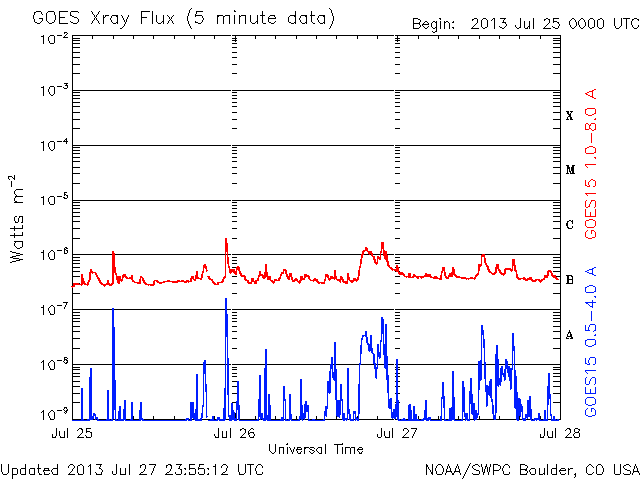 GOES Xray Flux (5 minute data)
Begin: 2013 Jul 25 0000 UTC
10-2
10-3
10-4
10-5
10-6
10-7
10-8
10-9
Watts m-2
X
M
C
B
A
GOES15 1.0-8.0 A
GOES15 0.5-4.0 A
Jul 25
Jul 26
Jul 27
Jul 28
Universal Time
Updated 2013 Jul 27 23:55:12 UTC
NOAA/SWPC Boulder, CO USA